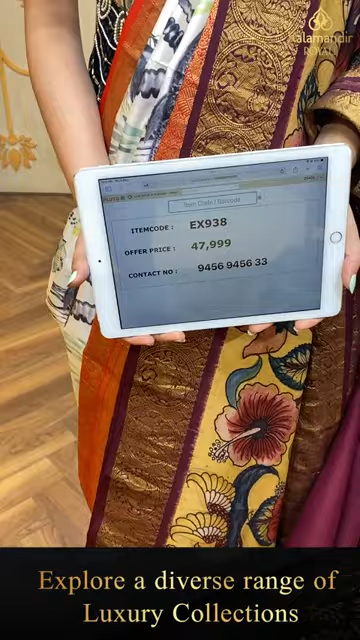 Kalamandir
ROYAL
Item Code / Barcode
ITEMCODE : EX938
OFFER PRICE : 47,999
CONTACT NO : 9456 9456 33
Explore a diverse range of
Luxury Collections